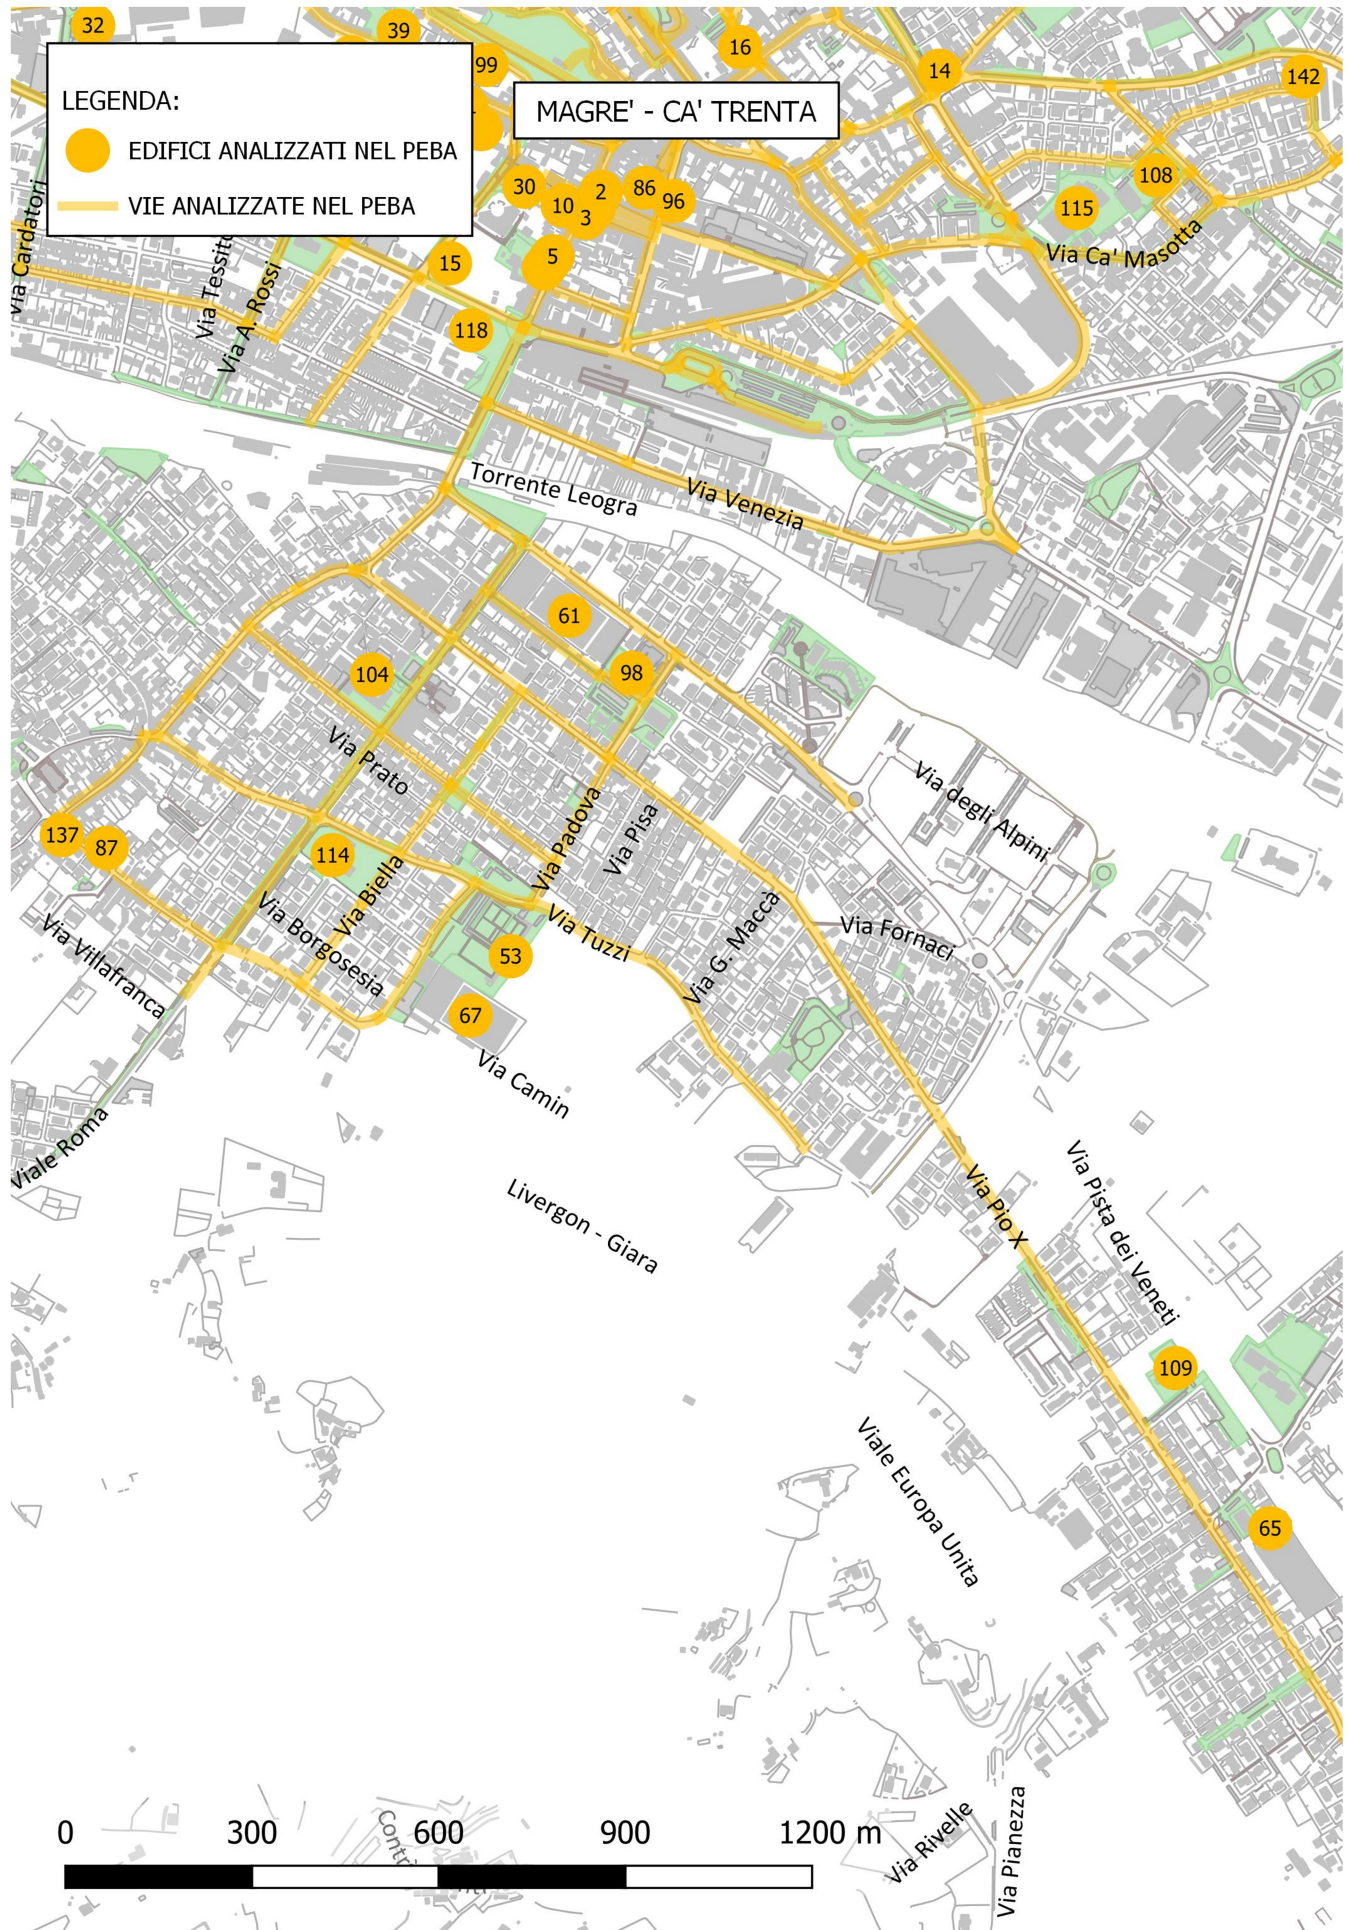 32
39
16
14
142
99
LEGENDA:
EDIFICI ANALIZZATI NEL PEBA
VIE ANALIZZATE NEL PEBA
MAGRE' - CA' TRENTA
30
10
2
3
86
96
108
115
Via Ca' Masotta
Via Cardatori
Via A. Rossi
15
5
118
Torrente Leogra
Via Venezia
61
98
104
Via Prato
Via degli Alpini
137
87
114
Via Padova
Via Pisa
Via Biella
Via Borgosesia
Via Villafranca
Via Tuzzi
Via G. Maccà
Via Fornaci
53
67
Via Camin
Viale Roma
Livergon - Giara
Via Pio X
Via Pista dei Veneti
109
Viale Europa Unita
65
Via Rivelle
Via Pianezza
0 300 600 900 1200 m